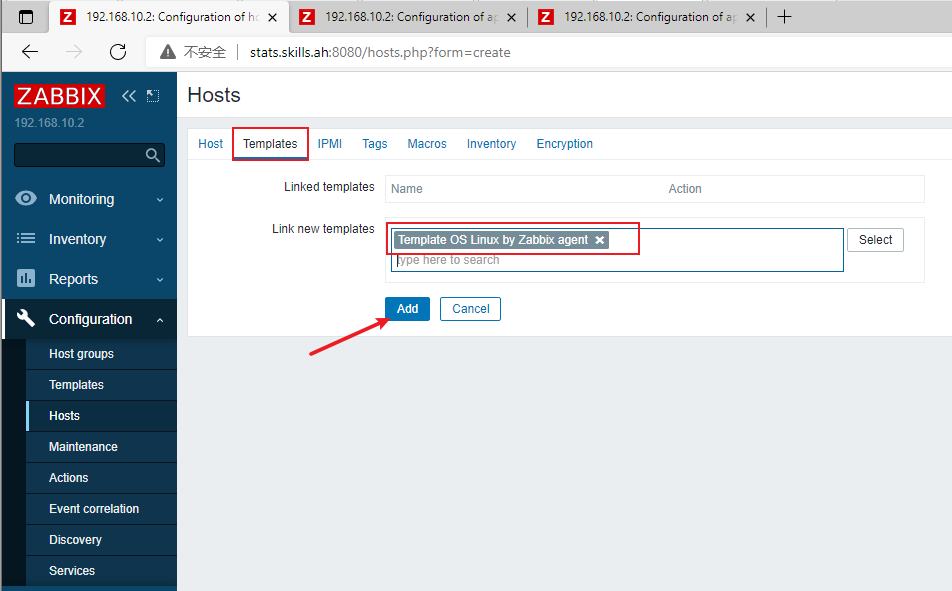 192.168.10.2: Configuration of ho
192.168.10.2: Configuration of ap
192.168.10.2: Configuration of ap
不安全 stats.skills.ah:8080/hosts.php?form=create
ZABBIX
192.168.10.2
Monitoring
Inventory
Reports
Configuration
Host groups
Templates
Hosts
Maintenance
Actions
Event correlation
Discovery
Services
Hosts
Host Templates IPMI Tags Macros Inventory Encryption
Linked templates Name Action
Link new templates Template OS Linux by Zabbix agent Select
type here to search
Add Cancel